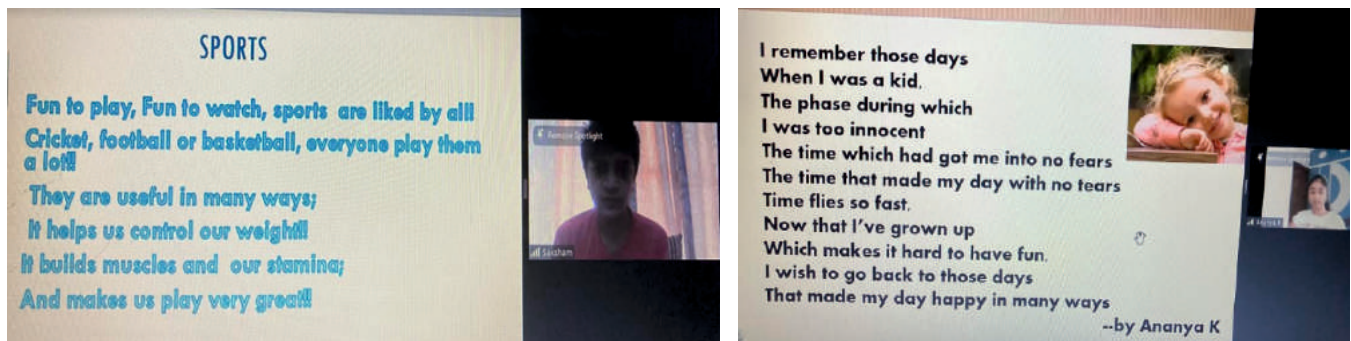 SPORTS
Fun to play, Fun to watch, sports are liked by all!
Cricket, football or basketball, everyone play them
a lot!!
They are useful in many ways;
It helps us control our weight!!!
It builds muscles and our stamina;
And makes us play very great!!!
Remove Spotlight
I remember those days
When I was a kid.
The phase during which
I was too innocent
The time which had got me into no fears
The time that made my day with no tears
Time flies so fast.
Now that I've grown up
Which makes it hard to have fun.
I wish to go back to those days
That made my day happy in many ways
--by Ananya K